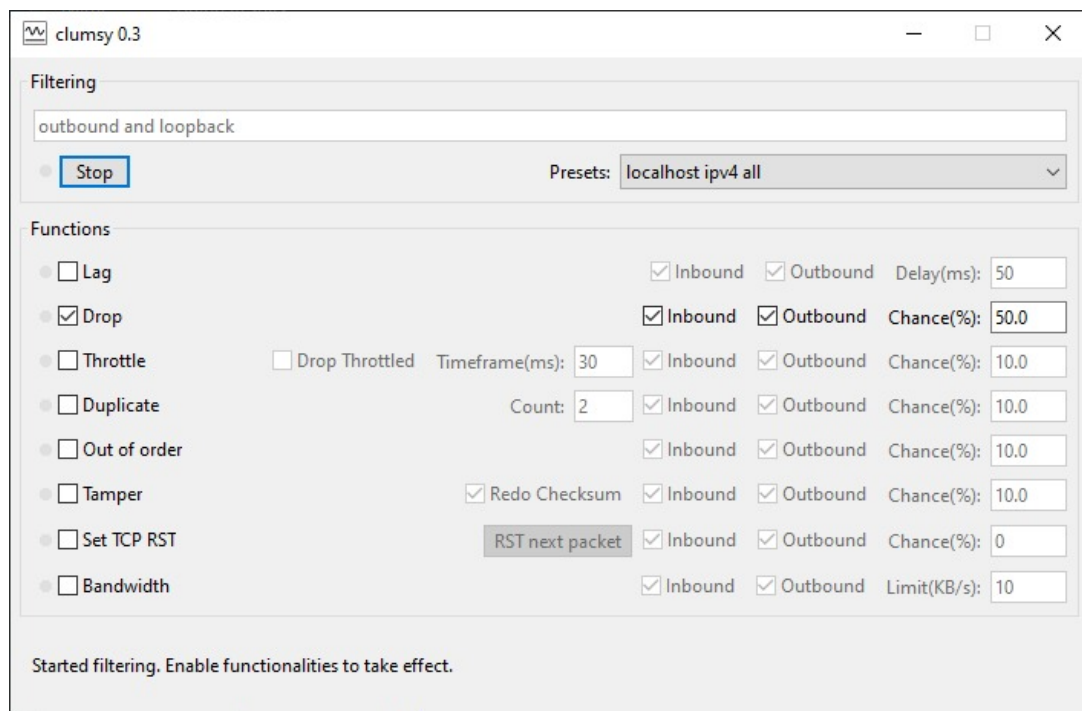 clumsy 0.3
Filtering
outbound and loopback
Stop Presets: localhost ipv4 all
Functions
Lag Inbound Outbound Delay(ms): 50
Drop Inbound Outbound Chance(%): 50.0
Throttle Drop Throttled Timeframe(ms): 30 Inbound Outbound Chance(%): 10.0
Duplicate Count: 2 Inbound Outbound Chance(%): 10.0
Out of order Inbound Outbound Chance(%): 10.0
Tamper Redo Checksum Inbound Outbound Chance(%): 10.0
Set TCP RST RST next packet Inbound Outbound Chance(%): 0
Bandwidth Inbound Outbound Limit(KB/s): 10
Started filtering. Enable functionalities to take effect.